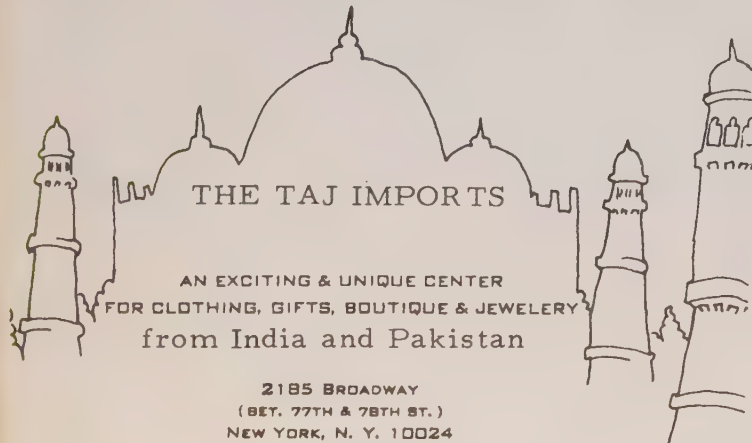 THE TAJ IMPORTS
AN EXCITING & UNIQUE CENTER
FOR CLOTHING, GIFTS, BOUTIQUE & JEWELERY
from India and Pakistan
2185 BROADWAY
(BET. 77TH & 78TH ST.)
NEW YORK, N. Y. 10024